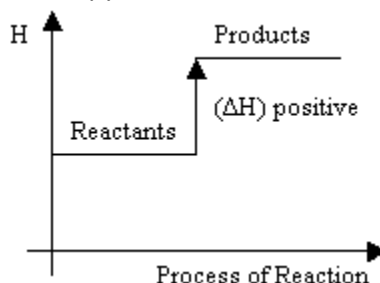 H
Products
(ΔH) positive
Reactants
Process of Reaction